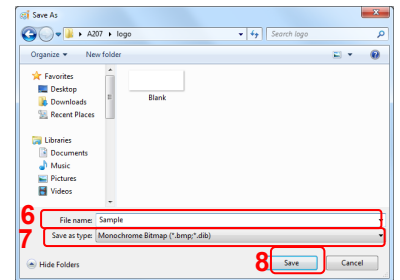 Save As
A207 ▸ logo
Search logo
Organize
New folder
Favorites
Desktop
Downloads
Recent Places
Blank
Libraries
Documents
Music
Pictures
Videos
6
File name: Sample
7
Save as type: Monochrome Bitmap (*.bmp;*.dib)
Hide Folders
8
Save
Cancel